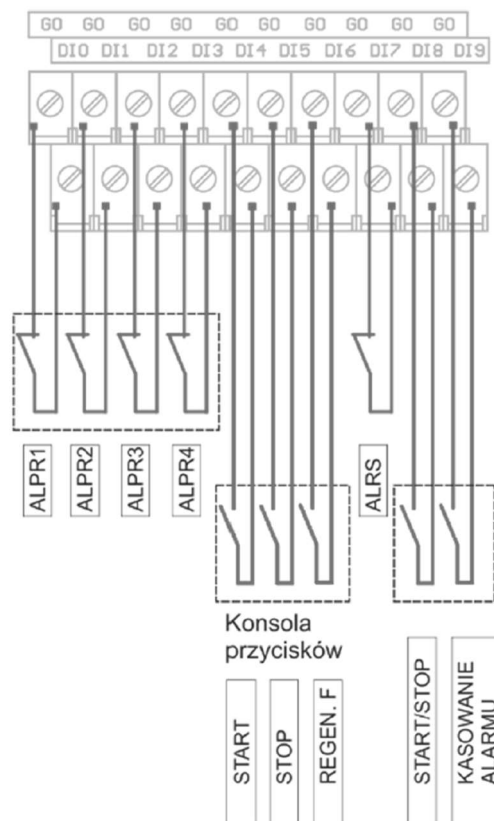 G0 G0 G0 G0 G0 G0 G0 G0 G0 G0
DI0 DI1 DI2 DI3 DI4 DI5 DI6 DI7 DI8 DI9
ALPR1
ALPR2
ALPR3
ALPR4
ALRS
Konsola
przycisków
START
STOP
REGEN. F
START/STOP
KASOWANIE
ALARMU